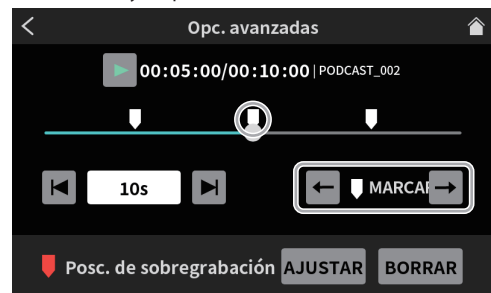 Opc. avanzadas
00:05:00/00:10:00 | PODCAST_002
10s
MARCAR
Posc. de sobregrabación AJUSTAR BORRAR